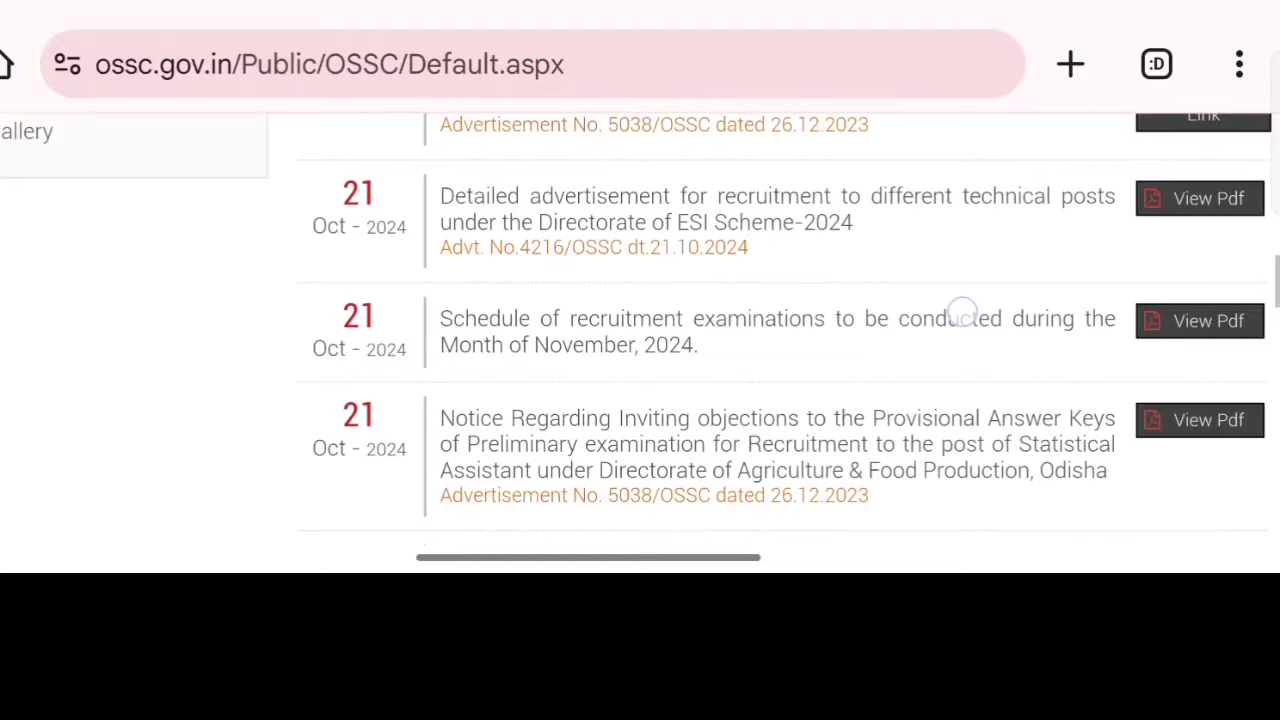 ossc.gov.in/Public/OSSC/Default.aspx
:D
allery
Advertisement No. 5038/OSSC dated 26.12.2023
Link
21
Oct - 2024
Detailed advertisement for recruitment to different technical posts
under the Directorate of ESI Scheme-2024
Advt. No.4216/OSSC dt.21.10.2024
View Pdf
21
Oct - 2024
Schedule of recruitment examinations to be conducted during the
Month of November, 2024.
View Pdf
21
Oct - 2024
Notice Regarding Inviting objections to the Provisional Answer Keys
of Preliminary examination for Recruitment to the post of Statistical
Assistant under Directorate of Agriculture & Food Production, Odisha
Advertisement No. 5038/OSSC dated 26.12.2023
View Pdf